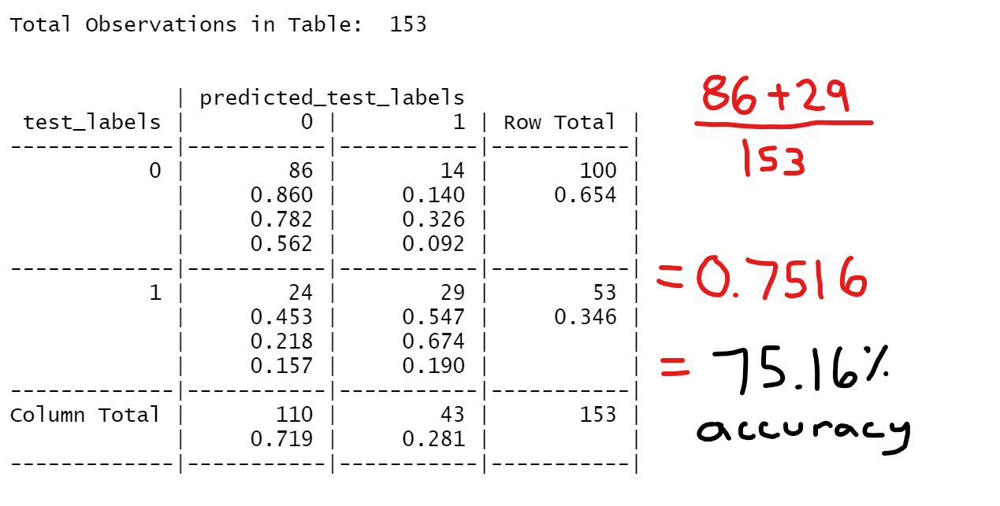 Total Observations in Table:  153
             | predicted_test_labels
 test_labels |         0 |         1 | Row Total |
-------------|-----------|-----------|-----------|
           0 |        86 |        14 |       100 |
             |     0.860 |     0.140 |     0.654 |
             |     0.782 |     0.326 |           |
             |     0.562 |     0.092 |           |
-------------|-----------|-----------|-----------|
           1 |        24 |        29 |        53 |
             |     0.453 |     0.547 |     0.346 |
             |     0.218 |     0.674 |           |
             |     0.157 |     0.190 |           |
-------------|-----------|-----------|-----------|
Column Total |       110 |        43 |       153 |
             |     0.719 |     0.281 |           |
-------------|-----------|-----------|-----------|
86+29
153
=0.7516
= 75.16%
accuracy